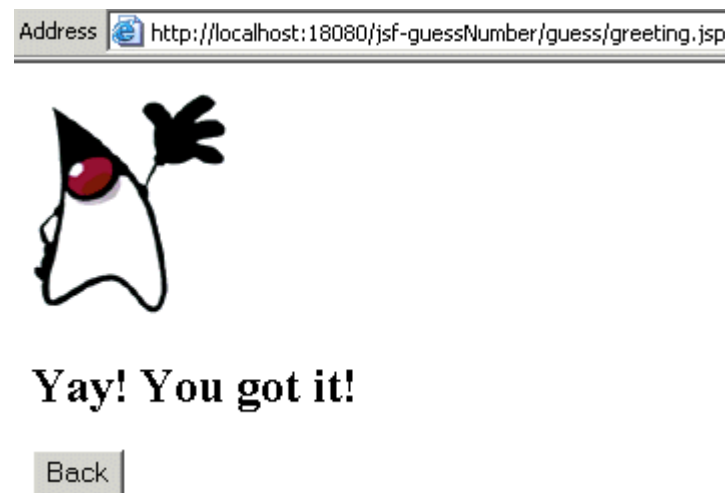 Address http://localhost:18080/jsf-guessNumber/guess/greeting.jsp
Yay! You got it!
Back